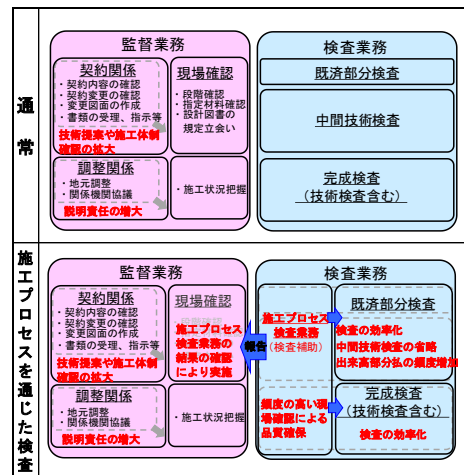 通常
監督業務
契約関係
・契約内容の確認
・契約変更の確認
・変更図面の作成
・書類の受理、指示等
技術提案や施工体制
確認の拡大
調整関係
・地元調整
・関係機関協議
説明責任の増大
現場確認
・段階確認
・指定材料確認
・設計図書の
規定立会い
・施工状況把握
検査業務
既済部分検査
中間技術検査
完成検査
（技術検査含む）
施工プロセスを通じた検査
監督業務
契約関係
・契約内容の確認
・契約変更の確認
・変更図面の作成
・書類の受理、指示等
技術提案や施工体制
確認の拡大
調整関係
・地元調整
・関係機関協議
説明責任の増大
現場確認
・段階確認
施工プロセス
検査業務の
結果の確認
により実施
・施工状況把握
報告
検査業務
施工プロセス
検査業務
（検査補助）
頻度の高い現
場確認による
品質確保
既済部分検査
検査の効率化
中間技術検査の省略
出来高部分払の頻度増加
完成検査
（技術検査含む）
検査の効率化